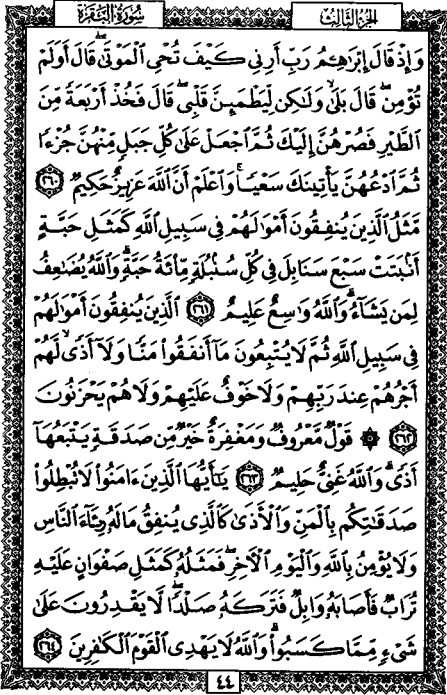 الجزء الثالث
سورة البقرة
وَإِذْ قَالَ إِبْرَٰهِـۧمُ رَبِّ أَرِنِى كَيْفَ تُحْىِ ٱلْمَوْتَىٰ ۖ قَالَ أَوَلَمْ
تُؤْمِن ۖ قَالَ بَلَىٰ وَلَـٰكِن لِّيَطْمَئِنَّ قَلْبِى ۖ قَالَ فَخُذْ أَرْبَعَةً مِّنَ
ٱلطَّيْرِ فَصُرْهُنَّ إِلَيْكَ ثُمَّ ٱجْعَلْ عَلَىٰ كُلِّ جَبَلٍ مِّنْهُنَّ جُزْءًا
ثُمَّ ٱدْعُهُنَّ يَأْتِينَكَ سَعْيًا ۚ وَٱعْلَمْ أَنَّ ٱللَّهَ عَزِيزٌ حَكِيمٌ ٢٦٠
مَّثَلُ ٱلَّذِينَ يُنفِقُونَ أَمْوَٰلَهُمْ فِى سَبِيلِ ٱللَّهِ كَمَثَلِ حَبَّةٍ
أَنۢبَتَتْ سَبْعَ سَنَابِلَ فِى كُلِّ سُنۢبُلَةٍ مِّا۟ئَةُ حَبَّةٍ ۗ وَٱللَّهُ يُضَـٰعِفُ
لِمَن يَشَآءُ ۗ وَٱللَّهُ وَٰسِعٌ عَلِيمٌ ٢٦١ ٱلَّذِينَ يُنفِقُونَ أَمْوَٰلَهُمْ
فِى سَبِيلِ ٱللَّهِ ثُمَّ لَا يُتْبِعُونَ مَآ أَنفَقُوا۟ مَنًّا وَلَآ أَذًى ۙ لَّهُمْ
أَجْرُهُمْ عِندَ رَبِّهِمْ وَلَا خَوْفٌ عَلَيْهِمْ وَلَا هُمْ يَحْزَنُونَ
٢٦٢ ۞ قَوْلٌ مَّعْرُوفٌ وَمَغْفِرَةٌ خَيْرٌ مِّن صَدَقَةٍ يَتْبَعُهَآ
أَذًى ۗ وَٱللَّهُ غَنِىٌّ حَلِيمٌ ٢٦٣ يَـٰٓأَيُّهَا ٱلَّذِينَ ءَامَنُوا۟ لَا تُبْطِلُوا۟
صَدَقَـٰتِكُم بِٱلْمَنِّ وَٱلْأَذَىٰ كَٱلَّذِى يُنفِقُ مَالَهُۥ رِئَآءَ ٱلنَّاسِ
وَلَا يُؤْمِنُ بِٱللَّهِ وَٱلْيَوْمِ ٱلْـَٔاخِرِ ۖ فَمَثَلُهُۥ كَمَثَلِ صَفْوَانٍ عَلَيْهِ
تُرَابٌ فَأَصَابَهُۥ وَابِلٌ فَتَرَكَهُۥ صَلْدًا ۖ لَّا يَقْدِرُونَ عَلَىٰ
شَىْءٍ مِّمَّا كَسَبُوا۟ ۗ وَٱللَّهُ لَا يَهْدِى ٱلْقَوْمَ ٱلْكَـٰفِرِينَ ٢٦٤
٤٤